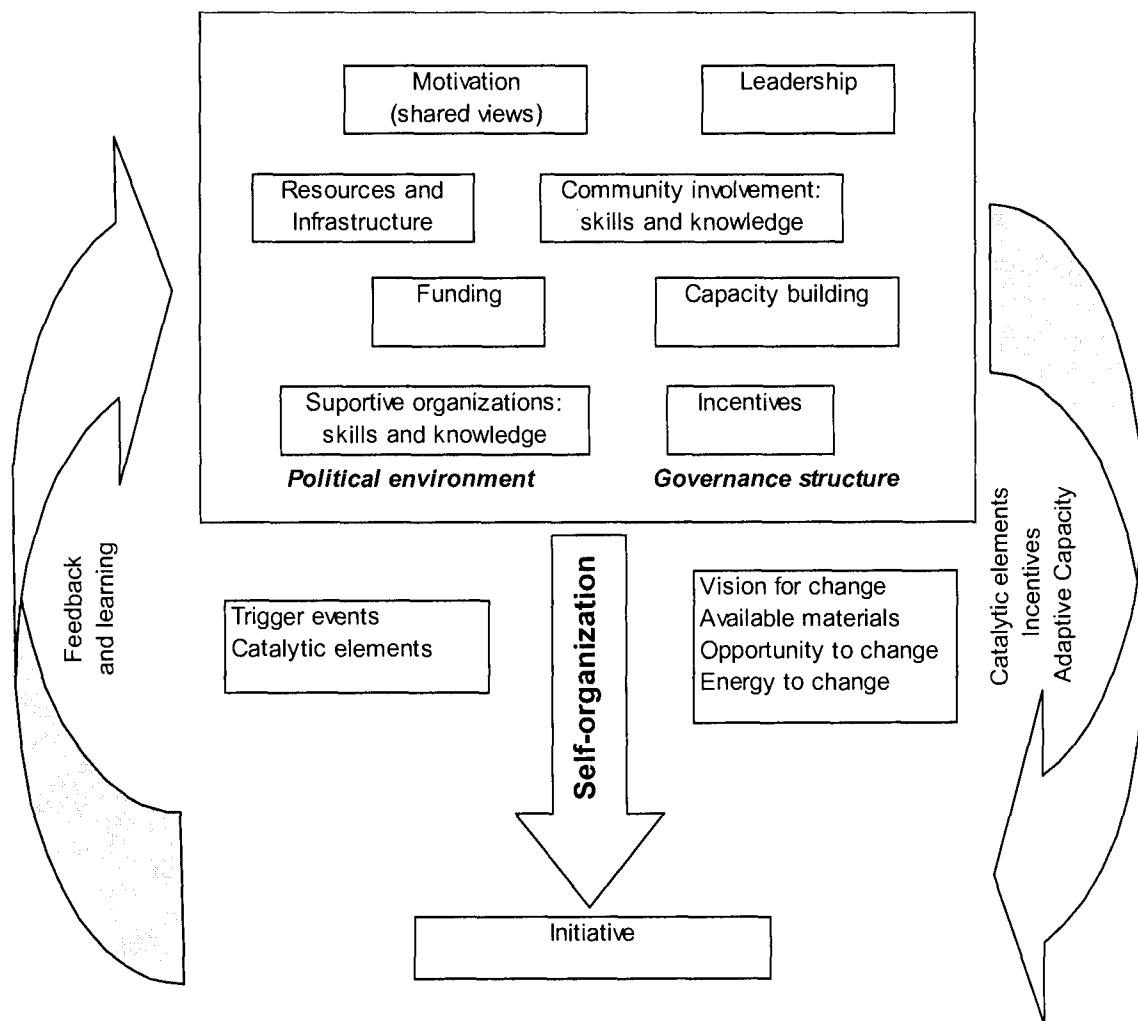 Motivation
(shared views)
Leadership
Resources and
Infrastructure
Community involvement:
skills and knowledge
Funding
Capacity building
Suportive organizations:
skills and knowledge
Incentives
Political environment
Governance structure
Feedback
and learning
Trigger events
Catalytic elements
Self-organization
Vision for change
Available materials
Opportunity to change
Energy to change
Catalytic elements
Incentives
Adaptive Capacity
Initiative